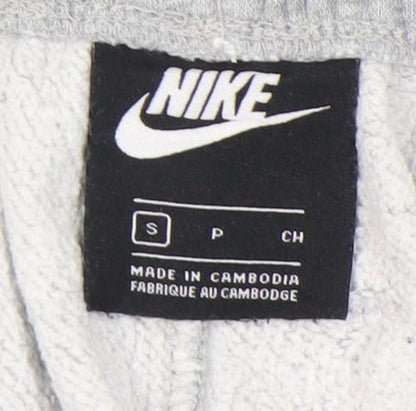 NIKE
S P CH
MADE IN CAMBODIA
FABRIQUE AU CAMBODGE